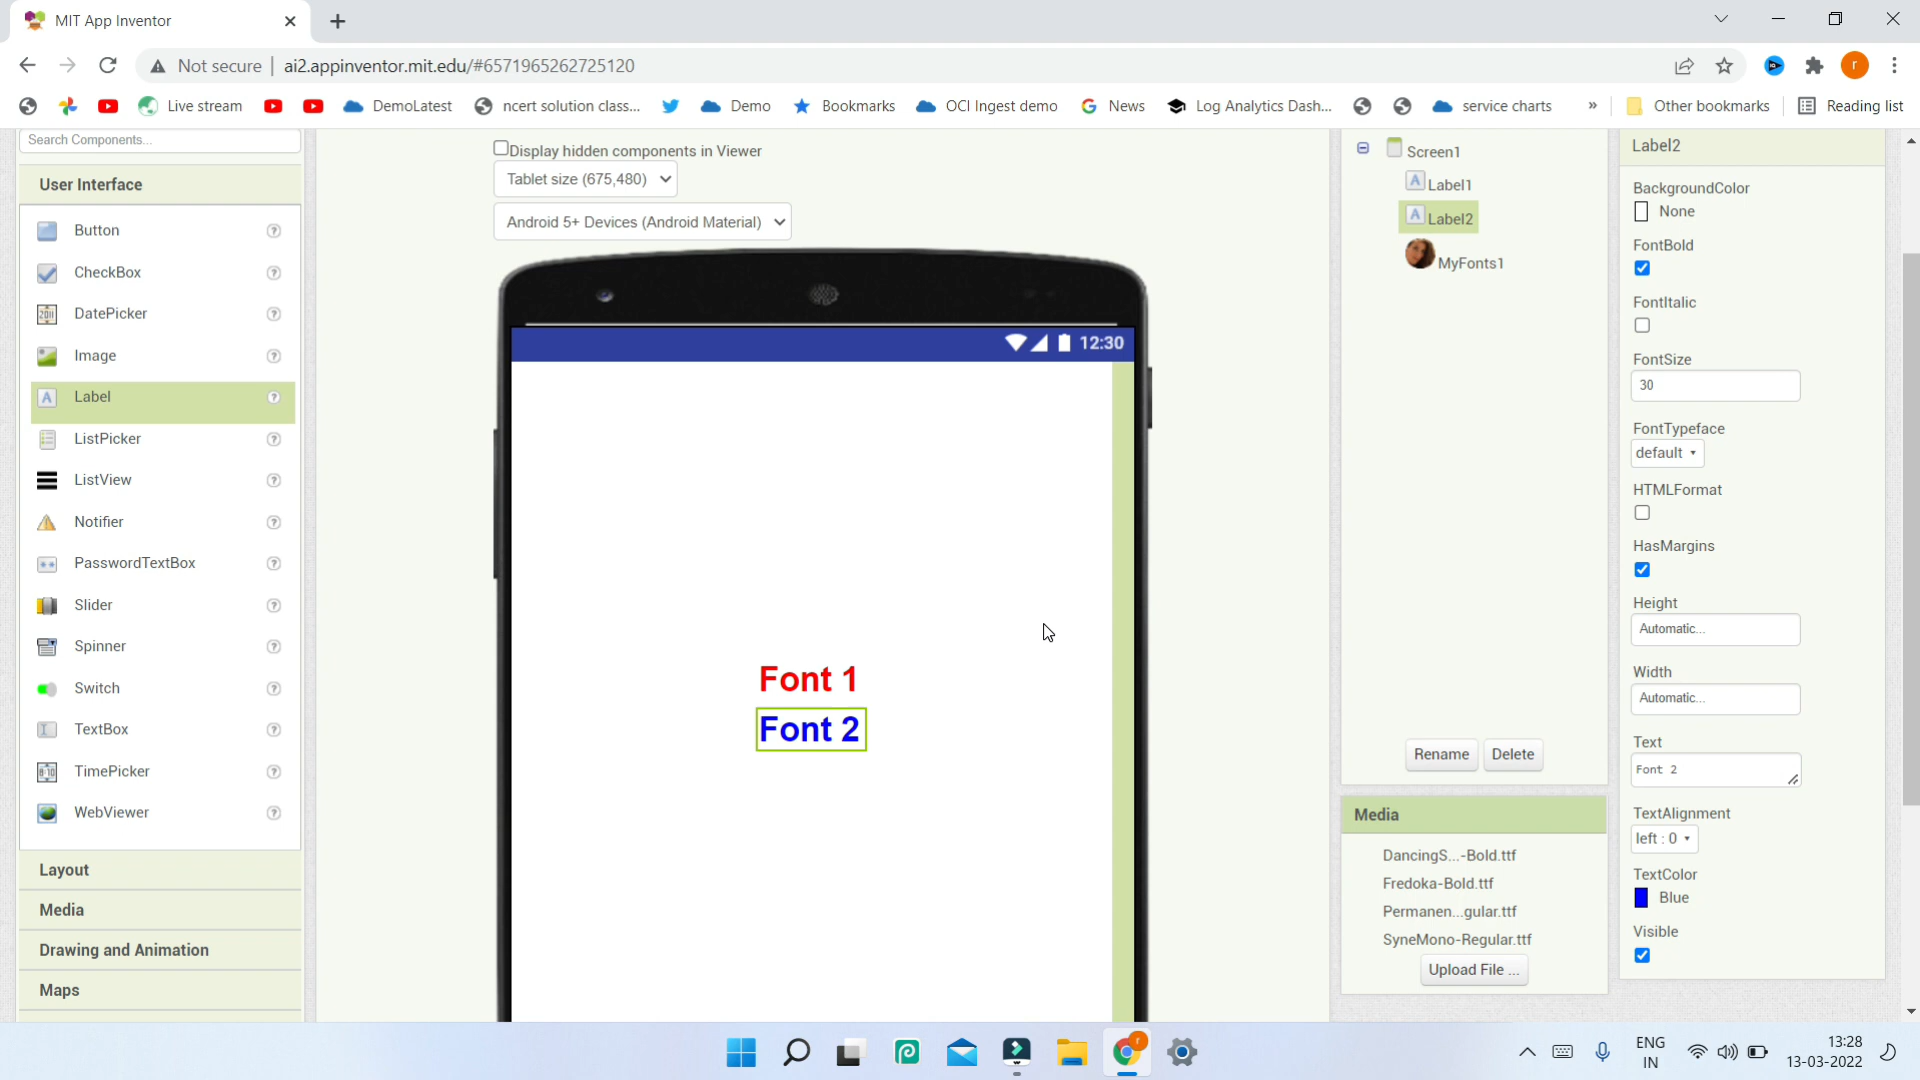 MIT App Inventor
Not secure
ai2.appinventor.mit.edu/#6571965262725120
r
Live stream
DemoLatest
ncert solution class...
Demo
Bookmarks
OCI Ingest demo
News
Log Analytics Dash...
service charts
»
Other bookmarks
Reading list
Search Components...
User Interface
Button
CheckBox
DatePicker
Image
Label
ListPicker
ListView
Notifier
PasswordTextBox
Slider
Spinner
Switch
TextBox
TimePicker
WebViewer
Layout
Media
Drawing and Animation
Maps
Display hidden components in Viewer
Tablet size (675,480)
Android 5+ Devices (Android Material)
12:30
Font 1
Font 2
Screen1
Label1
Label2
MyFonts1
Rename
Delete
Media
DancingS...-Bold.ttf
Fredoka-Bold.ttf
Permanen...gular.ttf
SyneMono-Regular.ttf
Upload File ...
Label2
BackgroundColor
None
FontBold
FontItalic
FontSize
30
FontTypeface
default
HTMLFormat
HasMargins
Height
Automatic...
Width
Automatic...
Text
Font 2
TextAlignment
left : 0
TextColor
Blue
Visible
ENG
IN
13:28
13-03-2022